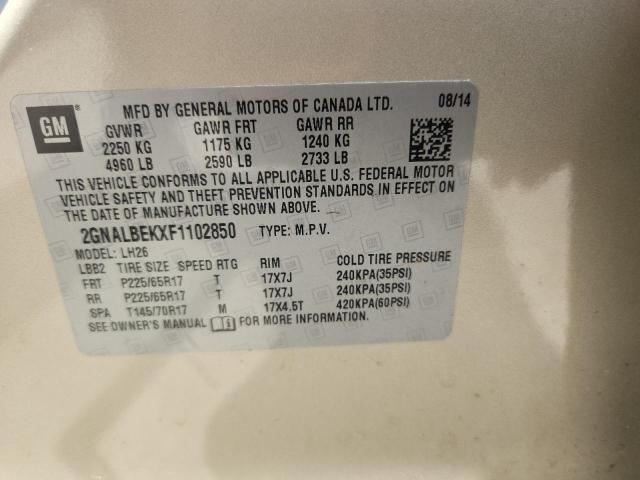 GM
MFD BY GENERAL MOTORS OF CANADA LTD. 08/14
GVWR GAWR FRT GAWR RR
2250 KG 1175 KG 1240 KG
4960 LB 2590 LB 2733 LB
THIS VEHICLE CONFORMS TO ALL APPLICABLE U.S. FEDERAL MOTOR
VEHICLE SAFETY AND THEFT PREVENTION STANDARDS IN EFFECT ON
THE DATE OF MANUFACTURE SHOWN ABOVE.
2GNALBEKXF1102850 TYPE: M.P.V.
MODEL: LH26
LBB2 TIRE SIZE SPEED RTG RIM COLD TIRE PRESSURE
FRT P225/65R17 T 17X7J 240KPA(35PSI)
RR P225/65R17 T 17X7J 240KPA(35PSI)
SPA T145/70R17 M 17X4.5T 420KPA(60PSI)
SEE OWNER'S MANUAL FOR MORE INFORMATION.